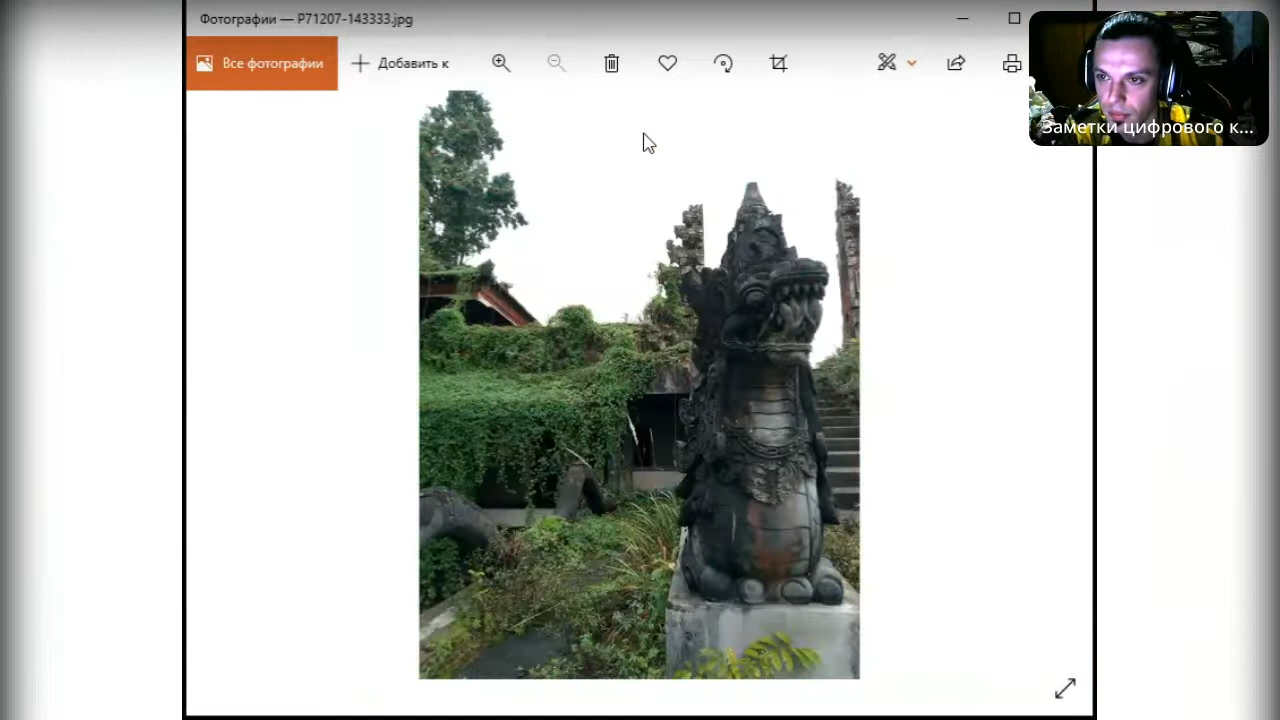 Фотографии — P71207-143333.jpg
Все фотографии
Добавить к
Заметки цифрового к...